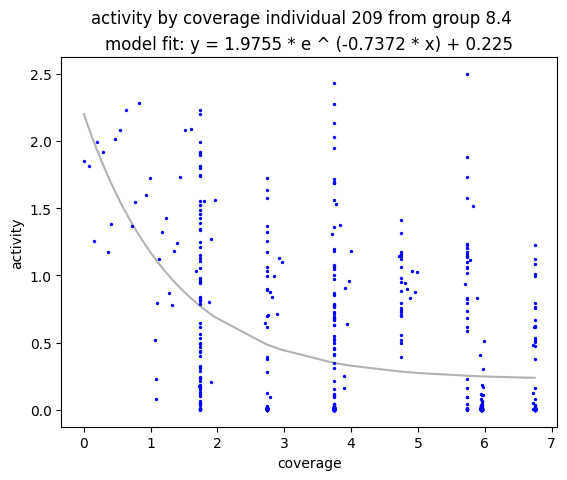 activity by coverage individual 209 from group 8.4
model fit: y = 1.9755 * e ^ (-0.7372 * x) + 0.225
2.5
2.0
1.5
1.0
0.5
0.0
activity
0 1 2 3 4 5 6 7
coverage